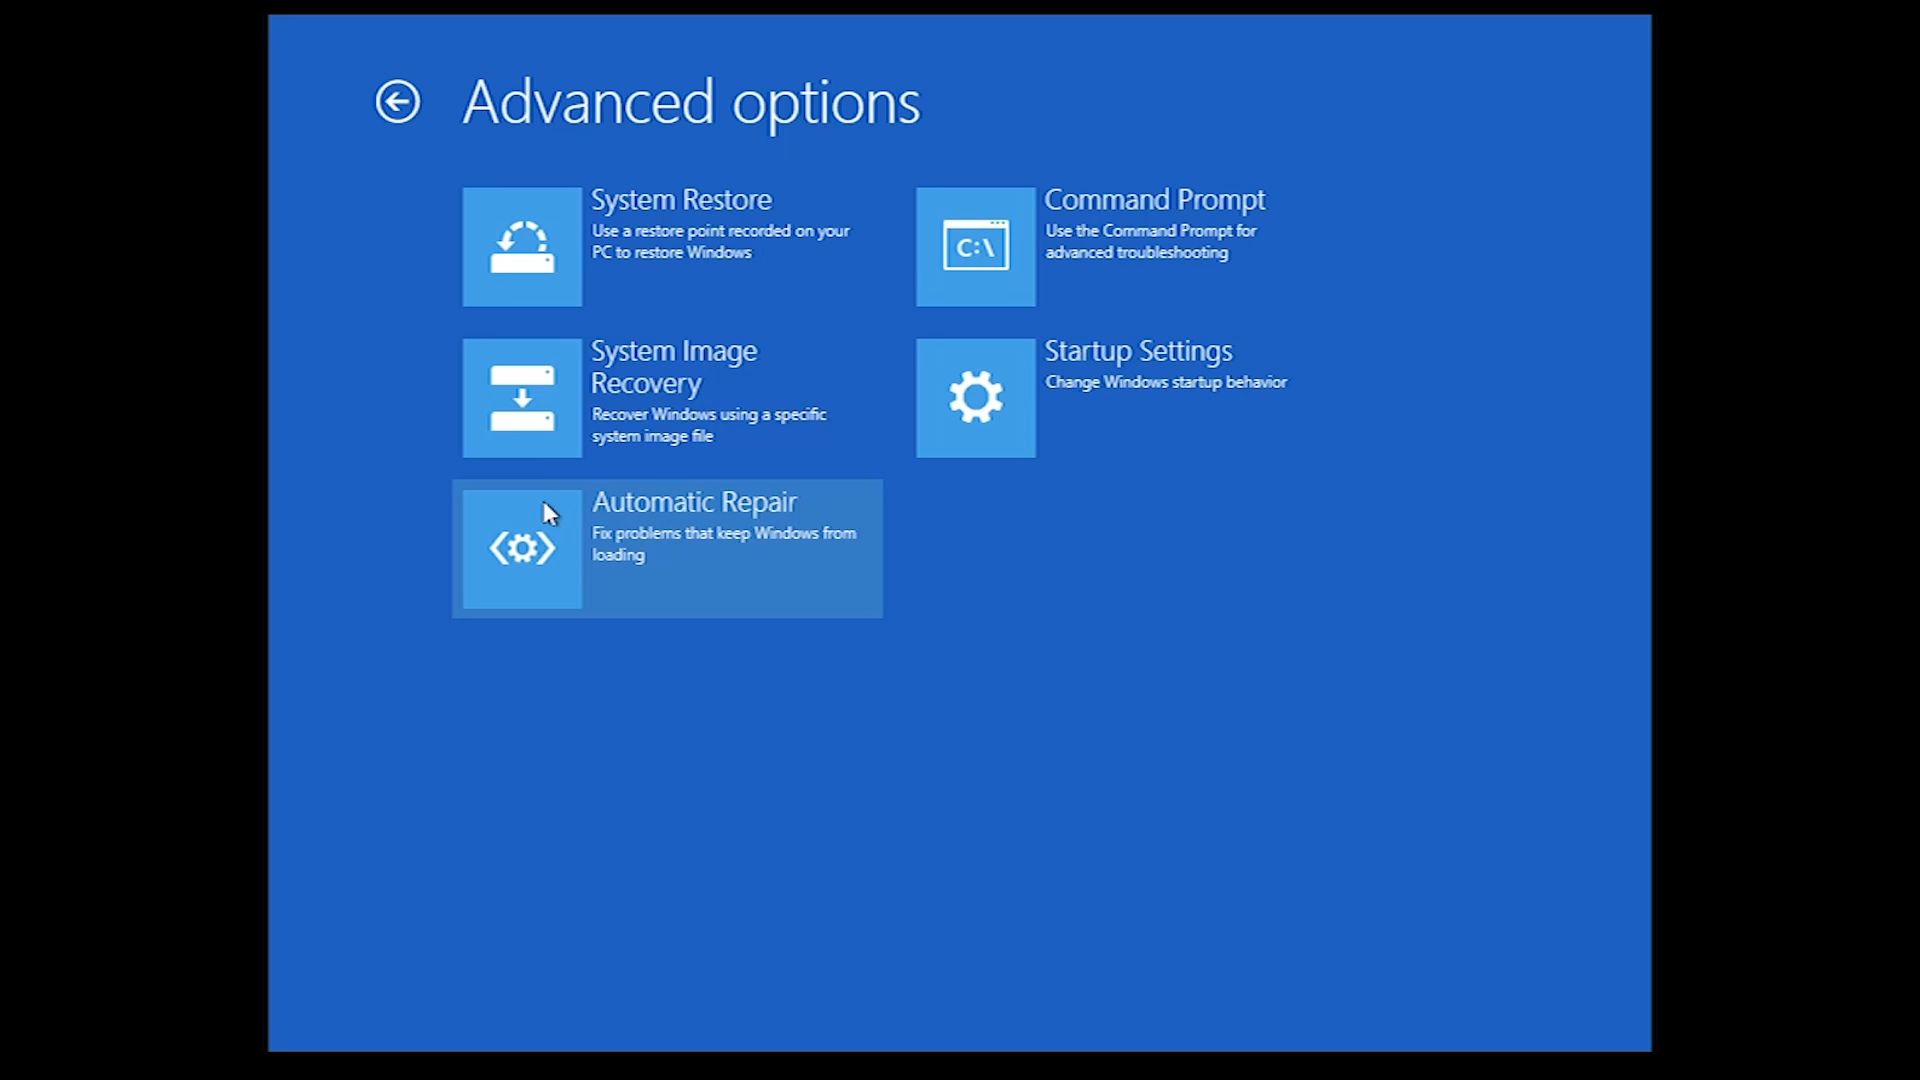 Advanced options
System Restore
Use a restore point recorded on your
PC to restore Windows
Command Prompt
Use the Command Prompt for
advanced troubleshooting
C:\
System Image
Recovery
Recover Windows using a specific
system image file
Startup Settings
Change Windows startup behavior
Automatic Repair
Fix problems that keep Windows from
loading